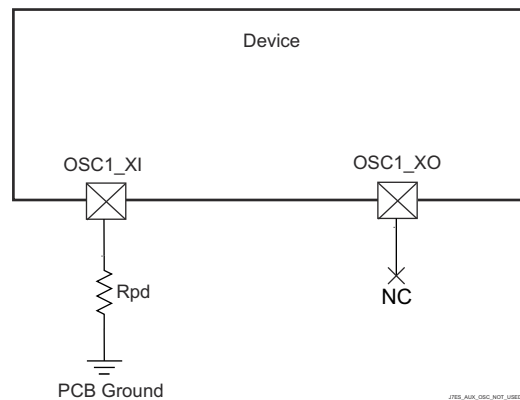 Device
OSC1_XI
OSC1_XO
Rpd
NC
PCB Ground
J7ES_AUX_OSC_NOT_USED